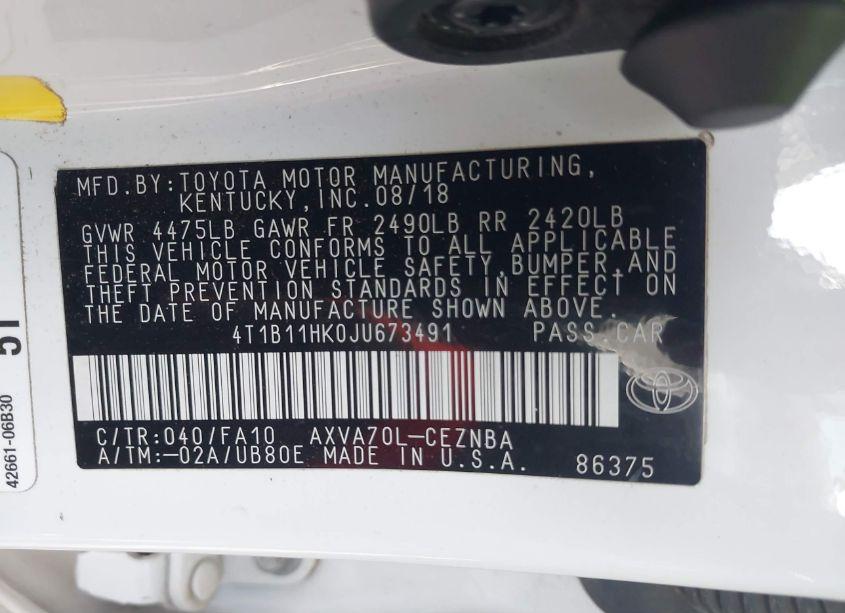 MFD.BY:TOYOTA MOTOR MANUFACTURING,
KENTUCKY,INC.08/18
GVWR 4475LB GAWR FR 2490LB RR 2420LB
THIS VEHICLE CONFORMS TO ALL APPLICABLE
FEDERAL MOTOR VEHICLE SAFETY,BUMPER,AND
THEFT PREVENTION STANDARDS IN EFFECT ON
THE DATE OF MANUFACTURE SHOWN ABOVE.
4T1B11HK0JU673491 PASS.CAR
C/TR:040/FA10 AXVA70L-CEZNBA
A/TM:-02A/UB80E MADE IN U.S.A. 86375
42661-06B30